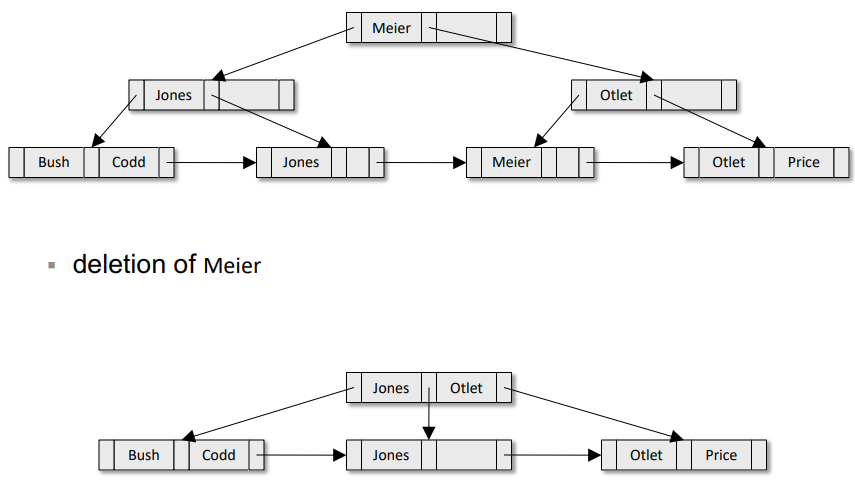 Meier
Jones Otlet
Bush Codd Jones Meier Otlet Price
▪ deletion of Meier
Jones Otlet
Bush Codd Jones Otlet Price